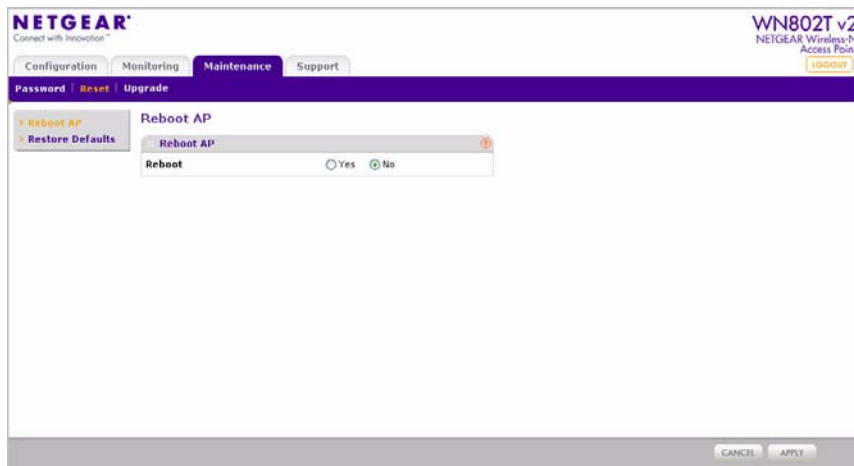 NETGEAR®
Connect with Innovation™
WN802T v2
NETGEAR Wireless-N
Access Point
LOGOUT
Configuration Monitoring Maintenance Support
Password | Reset | Upgrade
Reboot AP
Restore Defaults
Reboot AP
Reboot AP
?
Reboot Yes No
CANCEL APPLY